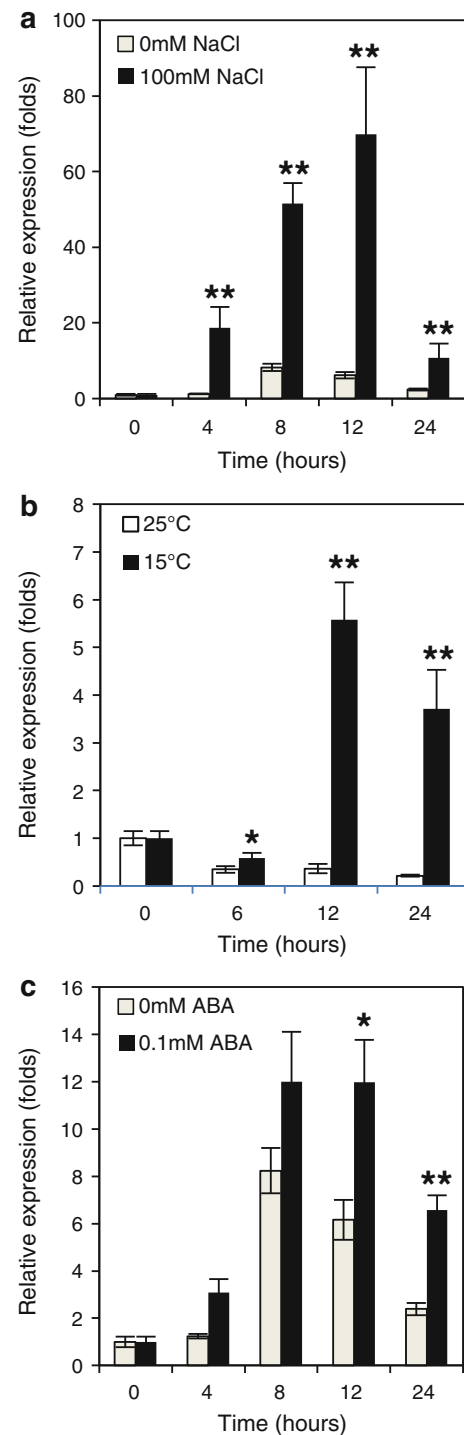 a
Relative expression (folds)
100
80
60
40
20
0
0mM NaCl
100mM NaCl
**
**
**
**
0 4 8 12 24
Time (hours)
b
Relative expression (folds)
8
7
6
5
4
3
2
1
0
25°C
15°C
*
**
**
0 6 12 24
Time (hours)
c
Relative expression (folds)
16
14
12
10
8
6
4
2
0
0mM ABA
0.1mM ABA
*
**
0 4 8 12 24
Time (hours)